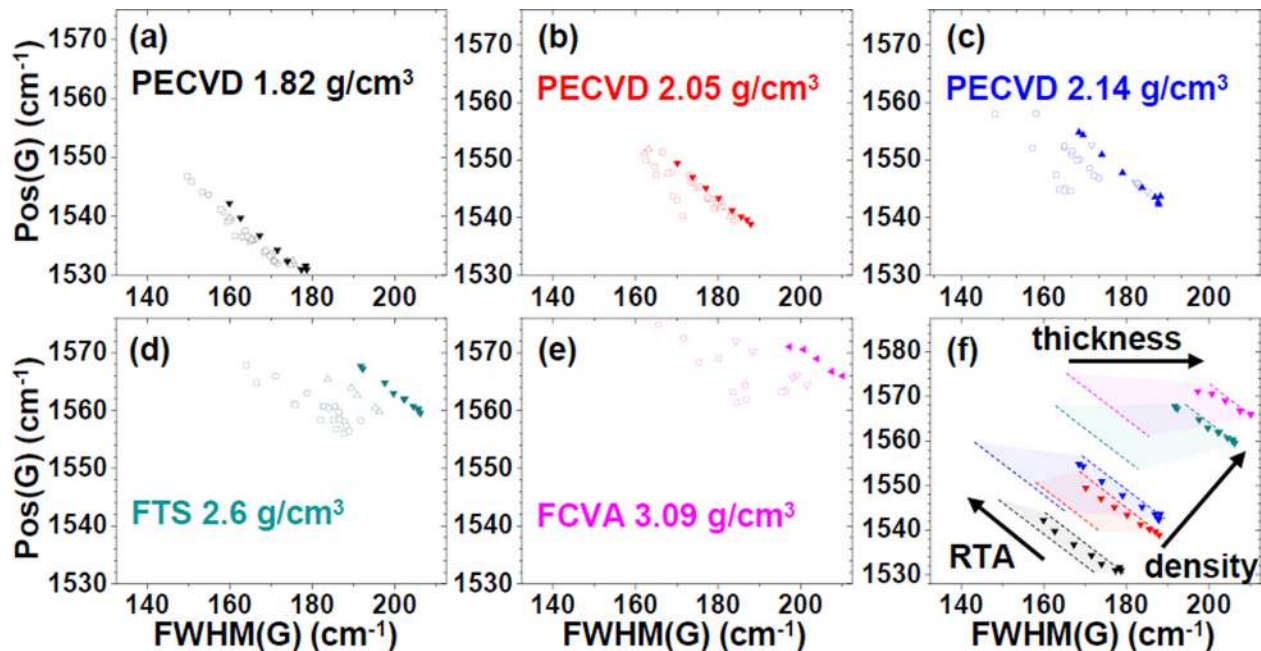 (a)
PECVD 1.82 g/cm³
(b)
PECVD 2.05 g/cm³
(c)
PECVD 2.14 g/cm³
Pos(G) (cm⁻¹)
1570
1560
1550
1540
1530
1570
1560
1550
1540
1530
1570
1560
1550
1540
1530
140 160 180 200
140 160 180 200
140 160 180 200
(d)
FTS 2.6 g/cm³
(e)
FCVA 3.09 g/cm³
(f)
thickness
RTA
density
Pos(G) (cm⁻¹)
1570
1560
1550
1540
1530
1570
1560
1550
1540
1530
1580
1570
1560
1550
1540
1530
140 160 180 200
140 160 180 200
140 160 180 200
FWHM(G) (cm⁻¹)
FWHM(G) (cm⁻¹)
FWHM(G) (cm⁻¹)